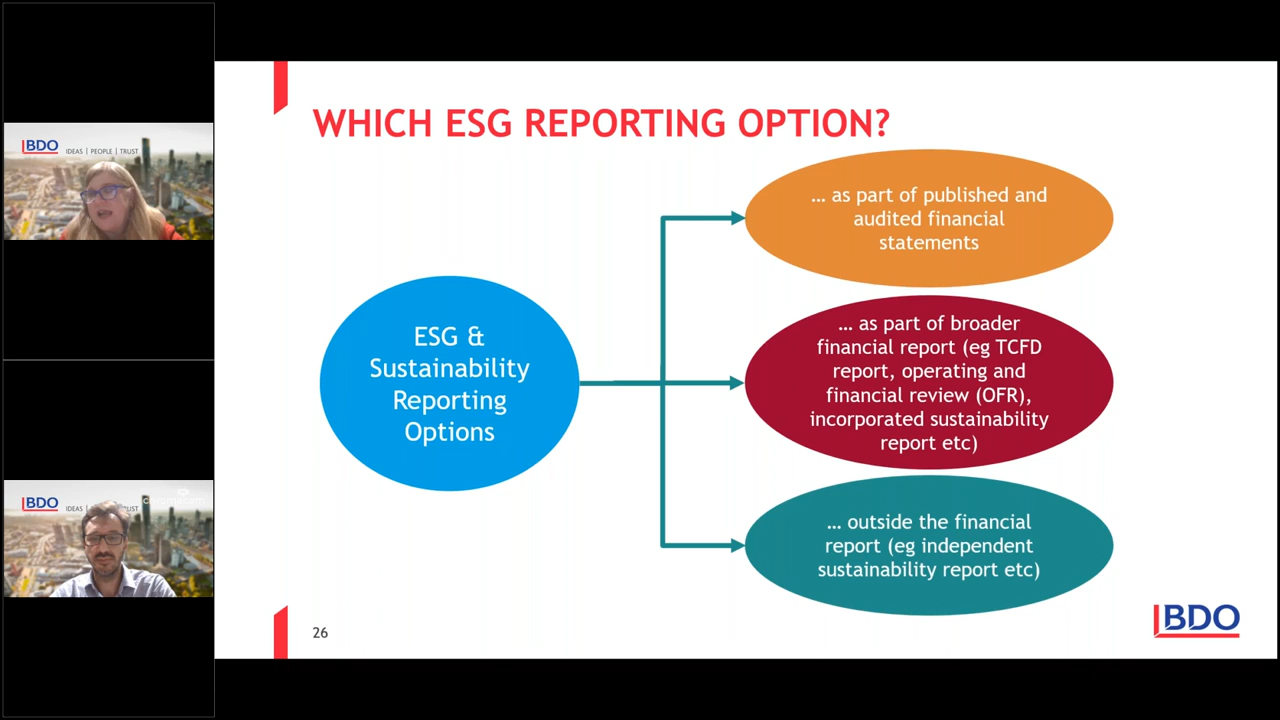 BDO
IDEAS | PEOPLE | TRUST
BDO
IDEAS
TRUST
WHICH ESG REPORTING OPTION?
ESG &
Sustainability
Reporting
Options
... as part of published and
audited financial
statements
... as part of broader
financial report (eg TCFD
report, operating and
financial review (OFR),
incorporated sustainability
report etc)
... outside the financial
report (eg independent
sustainability report etc)
26
BDO